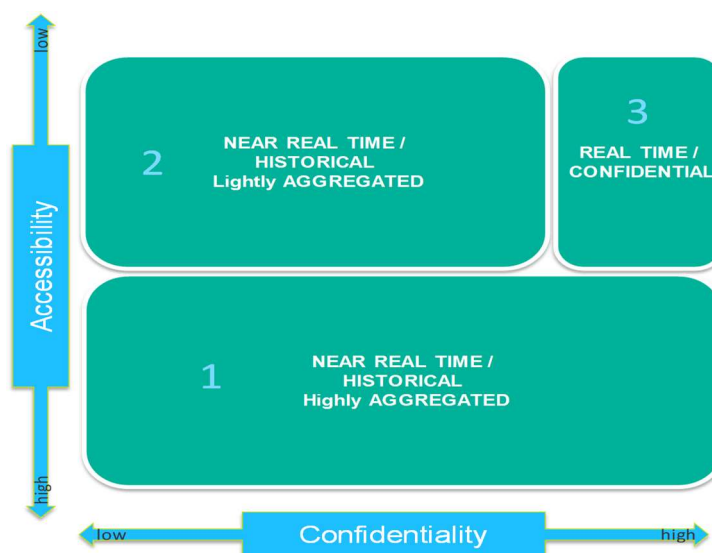 low
Accessibility
high
2
NEAR REAL TIME /
HISTORICAL
Lightly AGGREGATED
3
REAL TIME /
CONFIDENTIAL
1
NEAR REAL TIME /
HISTORICAL
Highly AGGREGATED
low
Confidentiality
high